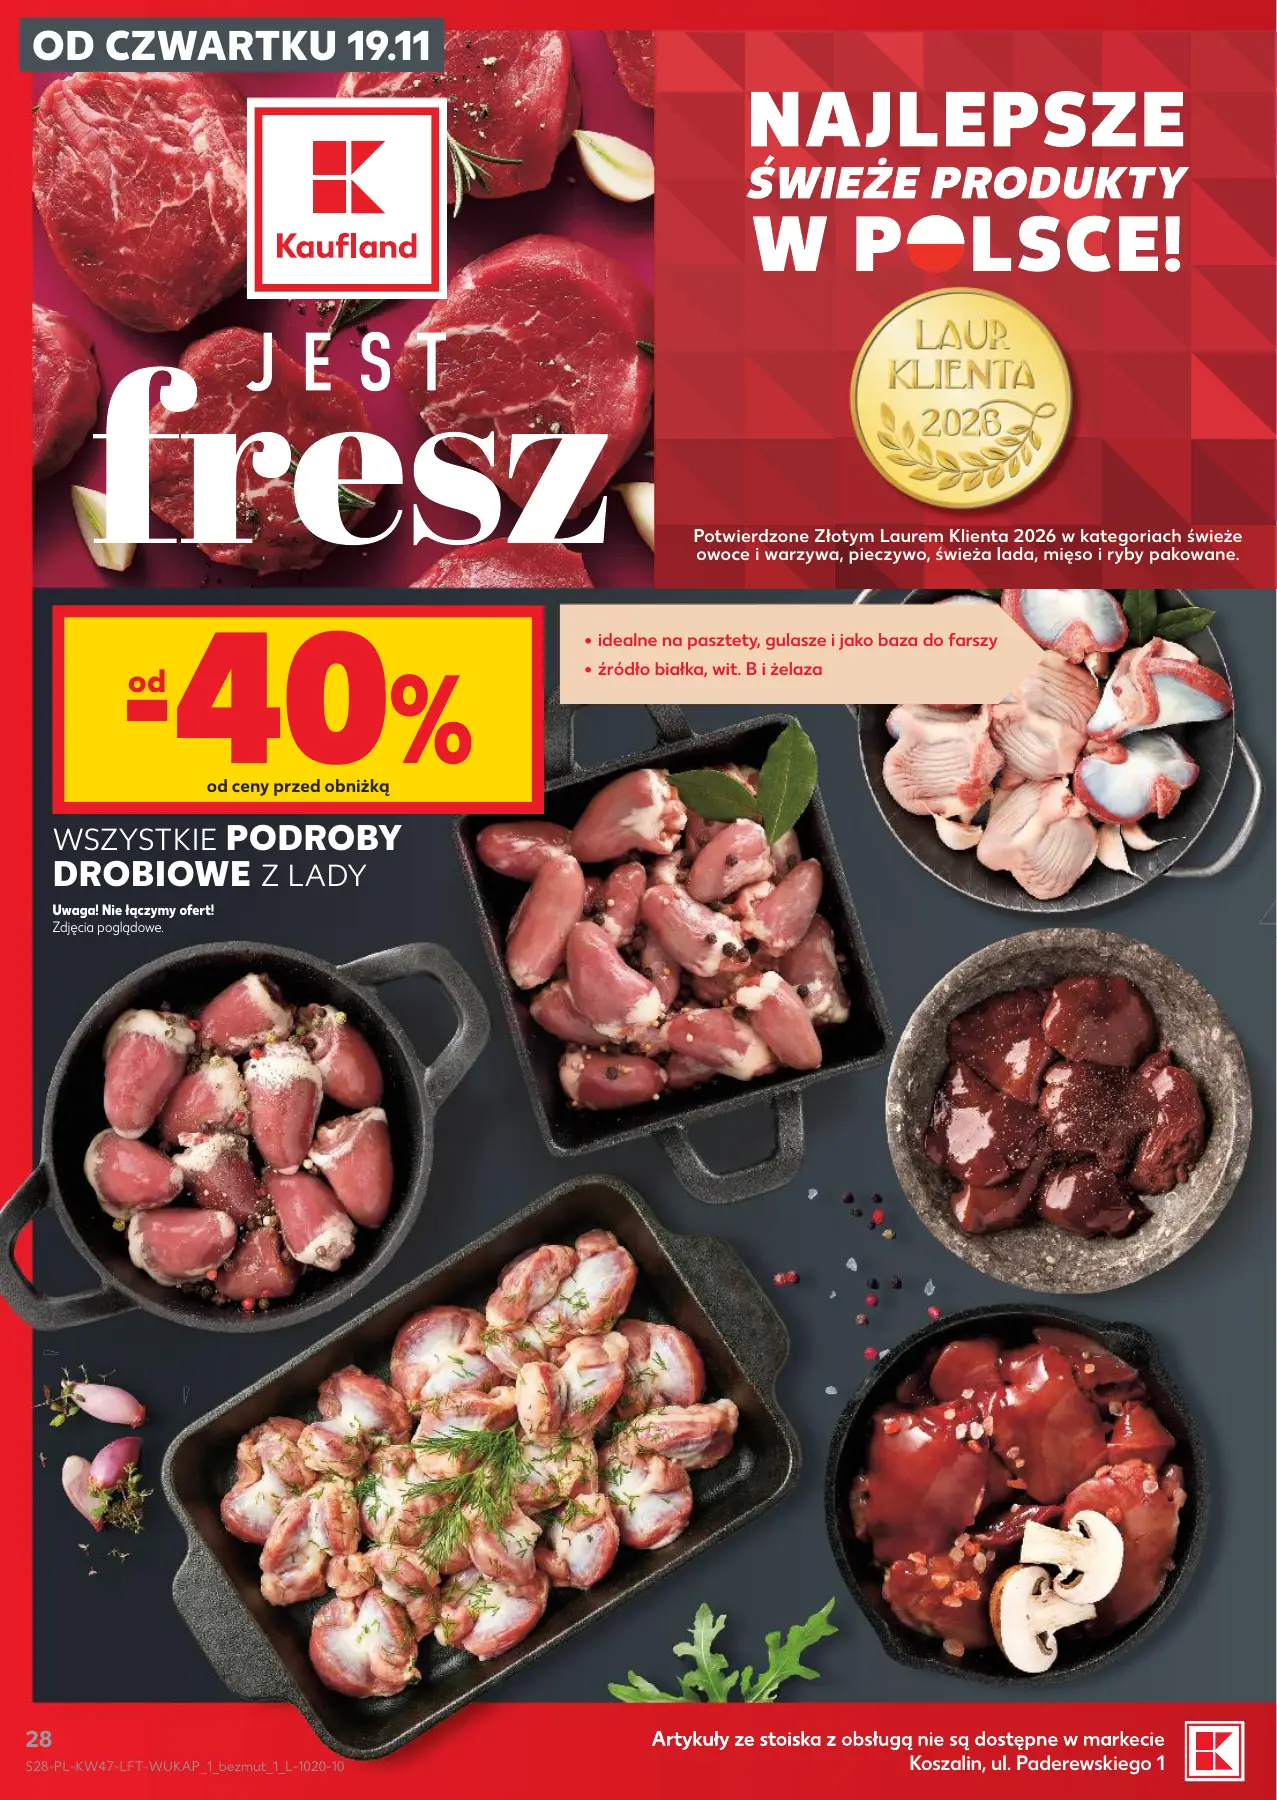 OD CZWARTKU 19.11
Kaufland
JEST
fresz
NAJLEPSZE
ŚWIEŻE PRODUKTY
W POLSCE!
LAUR
KLIENTA
2026
Potwierdzone Złotym Laurem Klienta 2026 w kategoriach świeże
owoce i warzywa, pieczywo, świeża lada, mięso i ryby pakowane.
od
-40%
od ceny przed obniżką
• idealne na pasztety, gulasze i jako baza do farszy
• źródło białka, wit. B i żelaza
WSZYSTKIE PODROBY
DROBIOWE Z LADY
Uwaga! Nie łączymy ofert!
Zdjęcia poglądowe.
28
S28-PL-KW47-LFT-WUKAP_1_bezmut_1_L-1020-10
Artykuły ze stoiska z obsługą nie są dostępne w markecie
Koszalin, ul. Paderewskiego 1